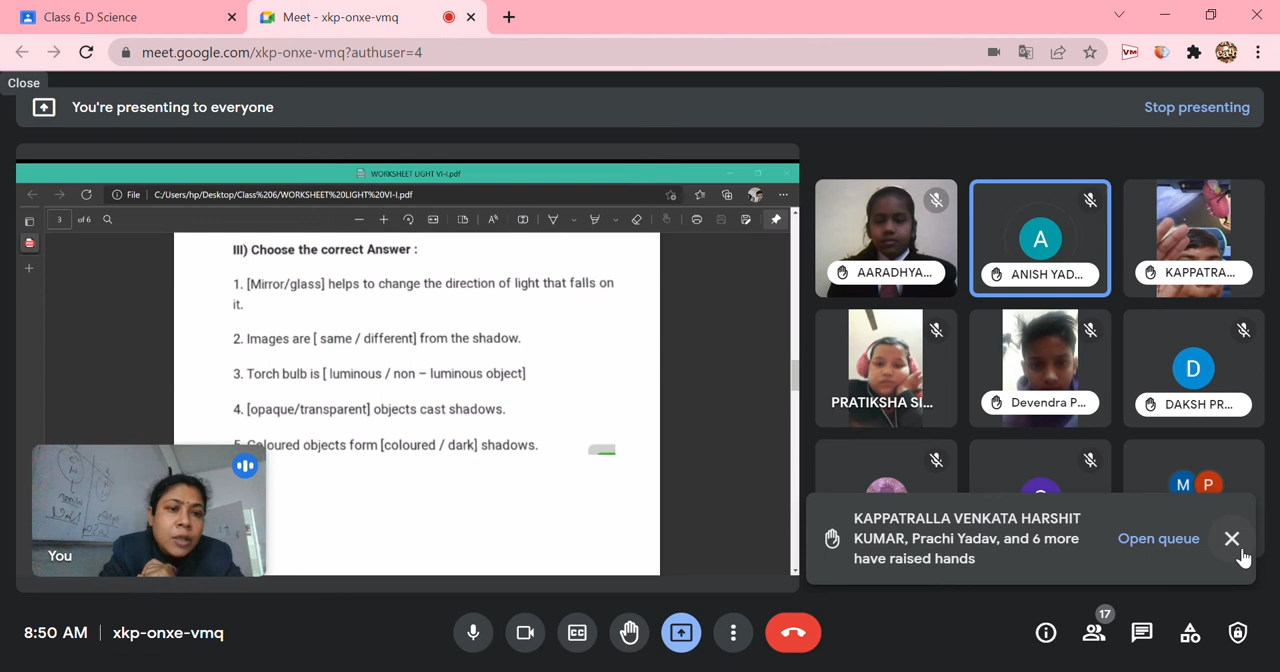 Class 6_D Science
Meet - xkp-onxe-vmq
meet.google.com/xkp-onxe-vmq?authuser=4
VM
Close
You're presenting to everyone
Stop presenting
WORKSHEET LIGHT VI-I.pdf
File | C:/Users/hp/Desktop/Class%206/WORKSHEET%20LIGHT%20VI-I.pdf
3 of 6
III) Choose the correct Answer :
1. [Mirror/glass] helps to change the direction of light that falls on
it.
2. Images are [ same / different] from the shadow.
3. Torch bulb is [ luminous / non – luminous object]
4. [opaque/transparent] objects cast shadows.
5. Coloured objects form [coloured / dark] shadows.
You
AARADHYA...
A
ANISH YAD...
KAPPATRA...
PRATIKSHA SI...
Devendra P...
D
DAKSH PR...
M P
KAPPATRALLA VENKATA HARSHIT
KUMAR, Prachi Yadav, and 6 more
have raised hands
Open queue
8:50 AM | xkp-onxe-vmq
17